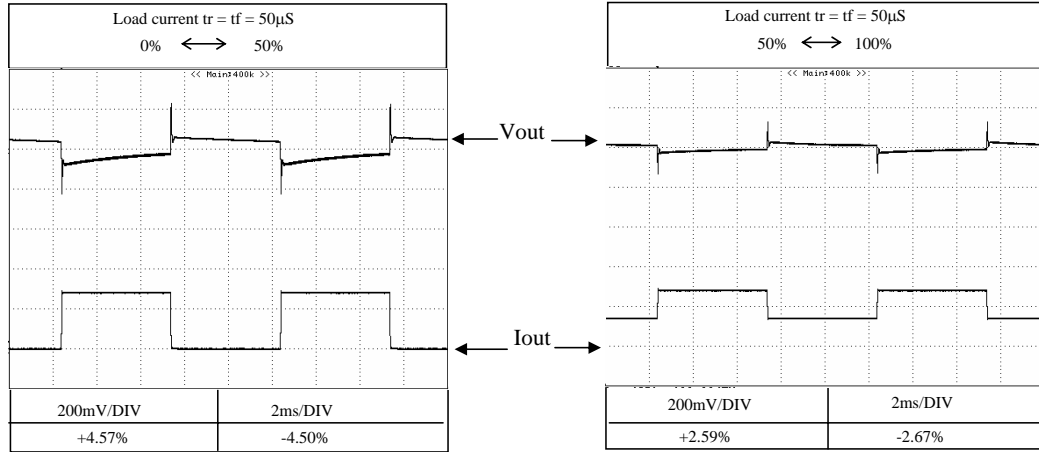 Load current tr = tf = 50μS
0% ⟷ 50%
<< Main:400k >>
200mV/DIV 2ms/DIV
+4.57% -4.50%
Vout
Iout
Load current tr = tf = 50μS
50% ⟷ 100%
<< Main:400k >>
200mV/DIV 2ms/DIV
+2.59% -2.67%